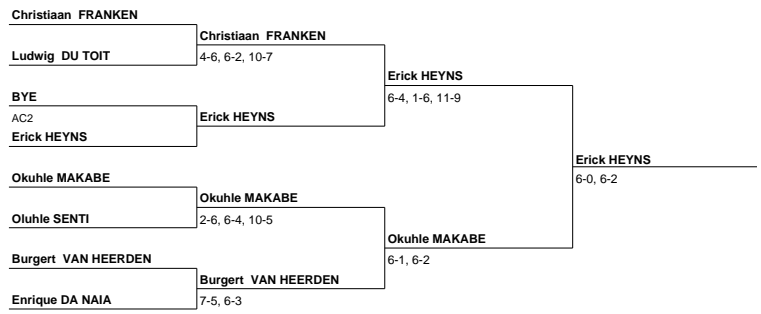 Christiaan FRANKEN
Christiaan FRANKEN
Ludwig DU TOIT
4-6, 6-2, 10-7
Erick HEYNS
BYE
6-4, 1-6, 11-9
AC2
Erick HEYNS
Erick HEYNS
Erick HEYNS
Okuhle MAKABE
6-0, 6-2
Okuhle MAKABE
Oluhle SENTI
2-6, 6-4, 10-5
Okuhle MAKABE
Burgert VAN HEERDEN
6-1, 6-2
Burgert VAN HEERDEN
Enrique DA NAIA
7-5, 6-3